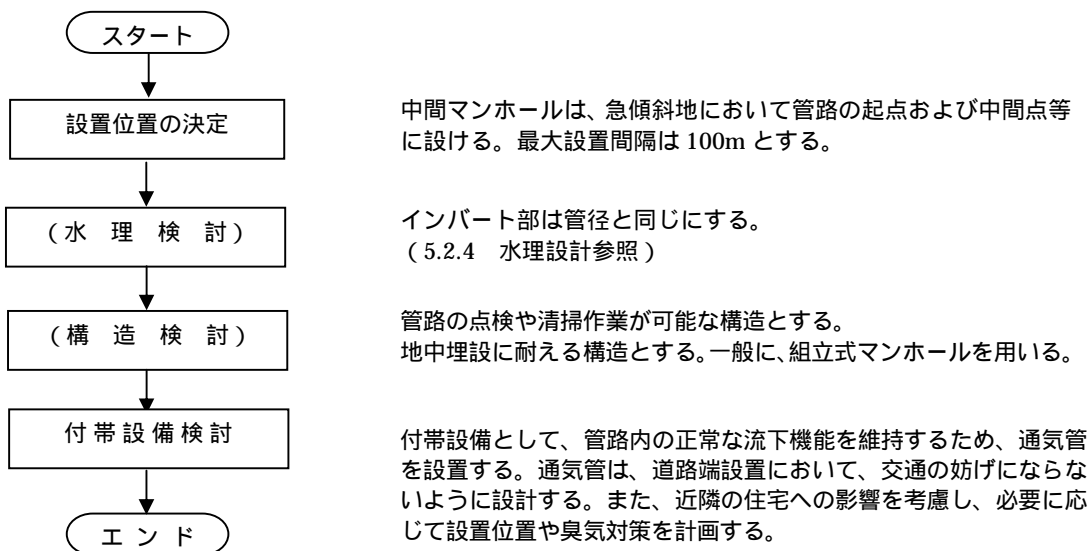 スタート
設置位置の決定
中間マンホールは、急傾斜地において管路の起点および中間点等
に設ける。最大設置間隔は 100m とする。
(水 理 検 討)
インバート部は管径と同じにする。
(5.2.4 水理設計参照)
(構 造 検 討)
管路の点検や清掃作業が可能な構造とする。
地中埋設に耐える構造とする。一般に、組立式マンホールを用いる。
付 帯 設 備 検 討
付帯設備として、管路内の正常な流下機能を維持するため、通気管
を設置する。通気管は、道路端設置において、交通の妨げにならな
いように設計する。また、近隣の住宅への影響を考慮し、必要に応
じて設置位置や臭気対策を計画する。
エ ン ド